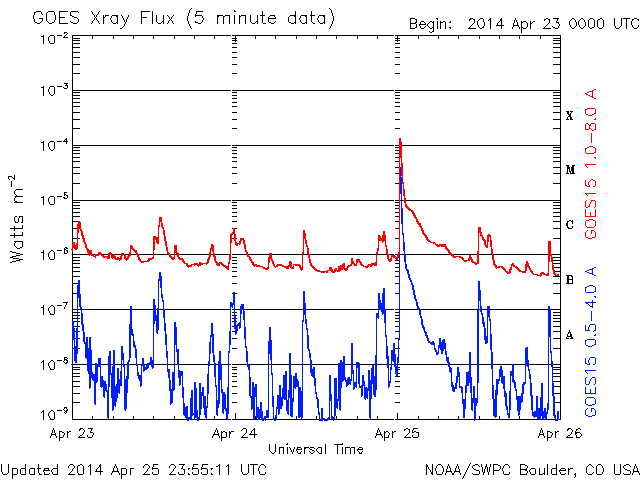 GOES Xray Flux (5 minute data)
Begin: 2014 Apr 23 0000 UTC
10⁻²
10⁻³
10⁻⁴
10⁻⁵
10⁻⁶
10⁻⁷
10⁻⁸
10⁻⁹
Watts m⁻²
X
M
C
B
A
GOES15 1.0-8.0 A
GOES15 0.5-4.0 A
Apr 23
Apr 24
Apr 25
Apr 26
Universal Time
Updated 2014 Apr 25 23:55:11 UTC
NOAA/SWPC Boulder, CO USA